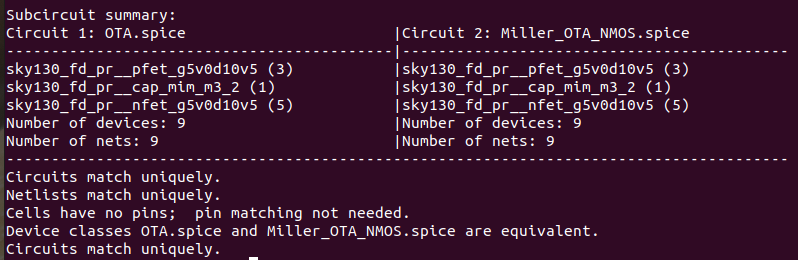 Subcircuit summary:
Circuit 1: OTA.spice                       |Circuit 2: Miller_OTA_NMOS.spice
-------------------------------------------|-------------------------------------------
sky130_fd_pr__pfet_g5v0d10v5 (3)           |sky130_fd_pr__pfet_g5v0d10v5 (3)
sky130_fd_pr__cap_mim_m3_2 (1)             |sky130_fd_pr__cap_mim_m3_2 (1)
sky130_fd_pr__nfet_g5v0d10v5 (5)           |sky130_fd_pr__nfet_g5v0d10v5 (5)
Number of devices: 9                       |Number of devices: 9
Number of nets: 9                          |Number of nets: 9
---------------------------------------------------------------------------------------
Circuits match uniquely.
Netlists match uniquely.
Cells have no pins;  pin matching not needed.
Device classes OTA.spice and Miller_OTA_NMOS.spice are equivalent.
Circuits match uniquely.